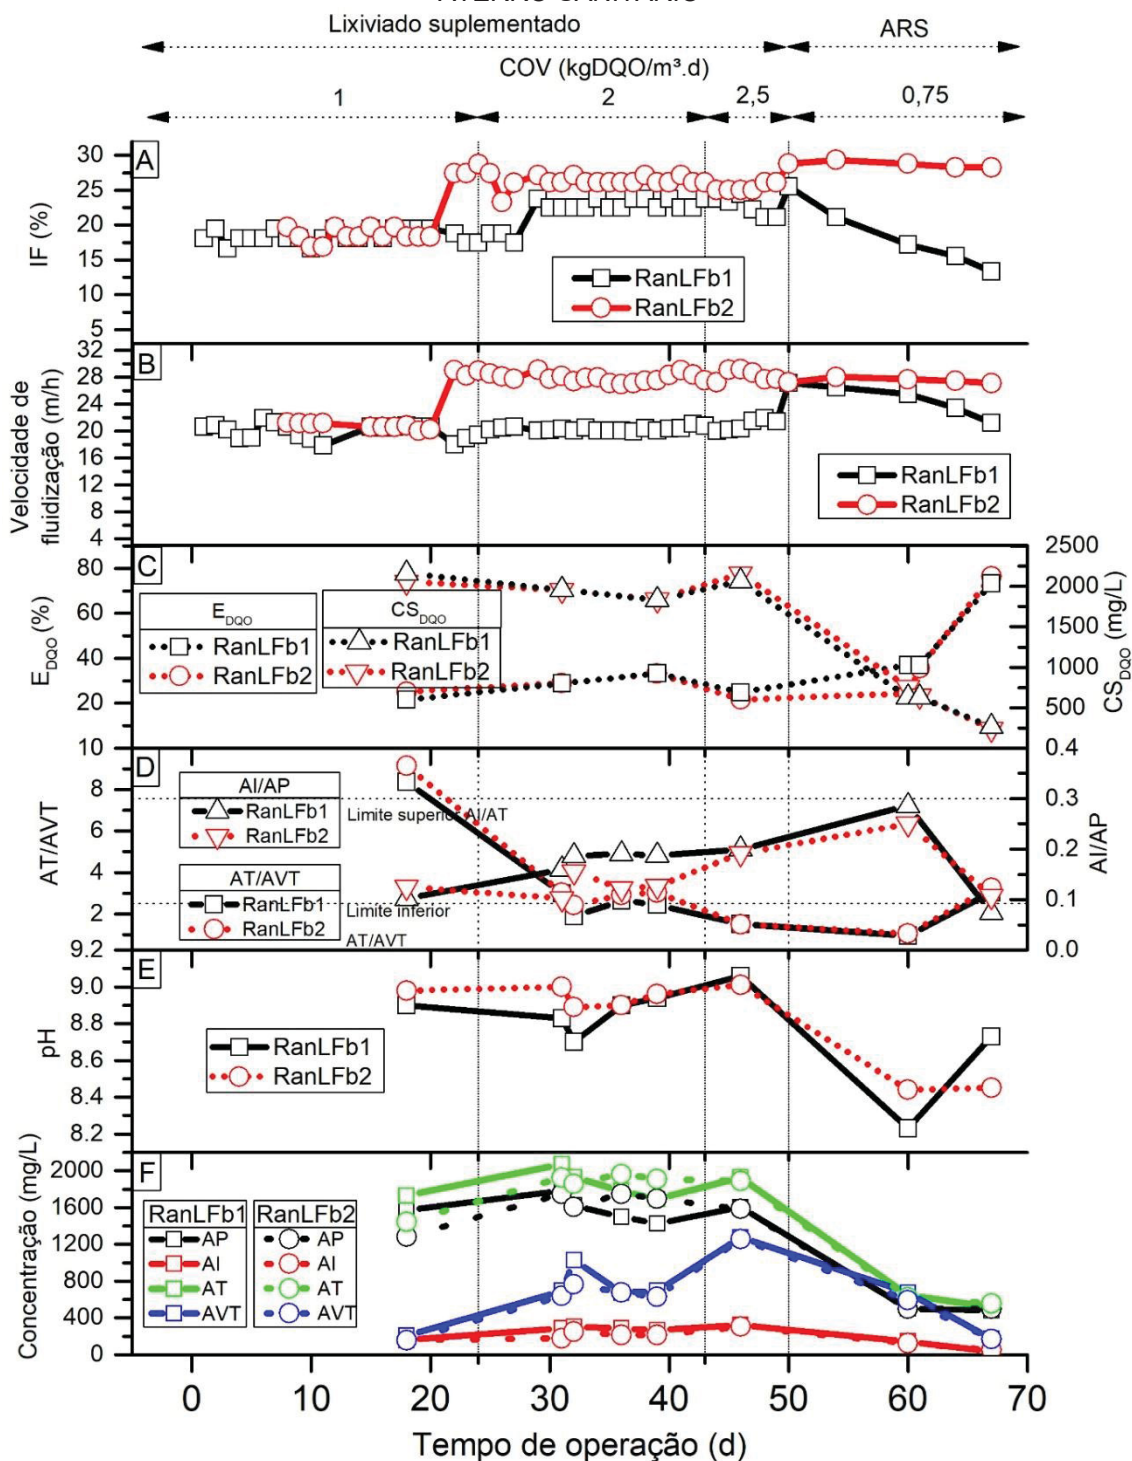 ATERRO SANITÁRIO
Lixiviado suplementado ARS
COV (kgDQO/m³.d)
1 2 2,5 0,75
A
IF (%)
30
25
20
15
10
5
RanLFb1
RanLFb2
B
Velocidade de
fluidização (m/h)
32
28
24
20
16
12
8
4
RanLFb1
RanLFb2
C
E_DQO (%)
80
60
40
20
10
E_DQO
RanLFb1
RanLFb2
CS_DQO
RanLFb1
RanLFb2
2500
2000
1500
1000
500
CS_DQO (mg/L)
D
AT/AVT
8
6
4
2
AI/AP
RanLFb1
RanLFb2
Limite superior AI/AT
AT/AVT
RanLFb1
RanLFb2
Limite inferior
AT/AVT
0.4
0.3
0.2
0.1
0.0
AI/AP
E
pH
9.2
9.0
8.8
8.6
8.4
8.2
RanLFb1
RanLFb2
F
Concentração (mg/L)
2000
1600
1200
800
400
0
RanLFb1 RanLFb2
AP AP
AI AI
AT AT
AVT AVT
0 10 20 30 40 50 60 70
Tempo de operação (d)